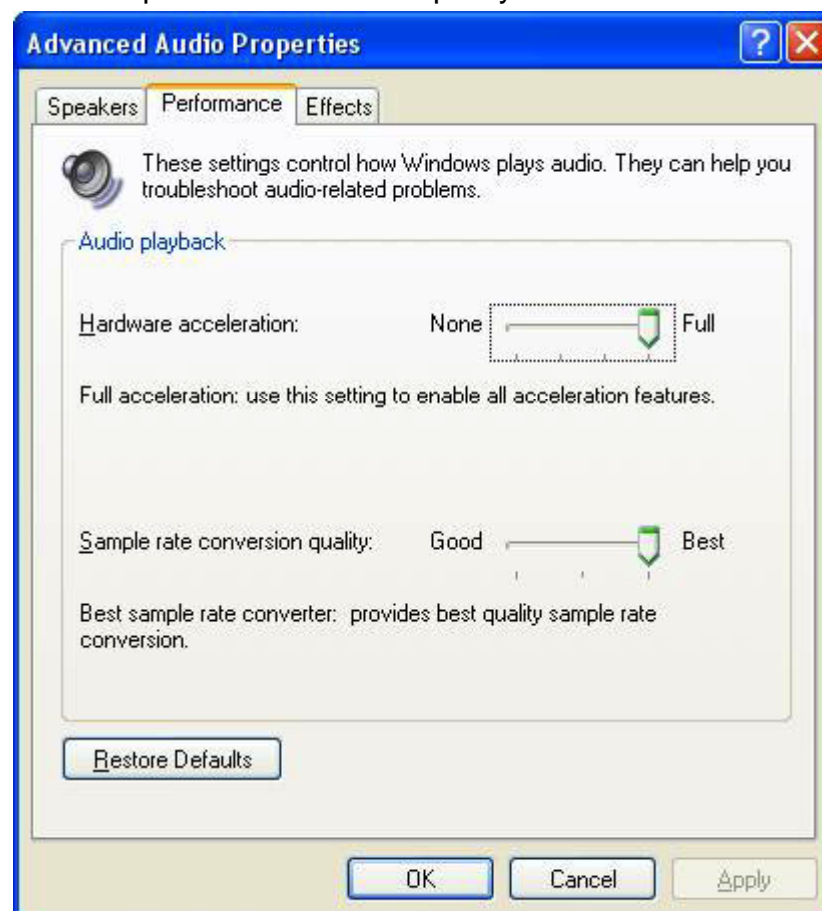 Advanced Audio Properties
Speakers Performance Effects
These settings control how Windows plays audio. They can help you
troubleshoot audio-related problems.
Audio playback
Hardware acceleration: None Full
Full acceleration: use this setting to enable all acceleration features.
Sample rate conversion quality: Good Best
Best sample rate converter: provides best quality sample rate
conversion.
Restore Defaults
OK Cancel Apply